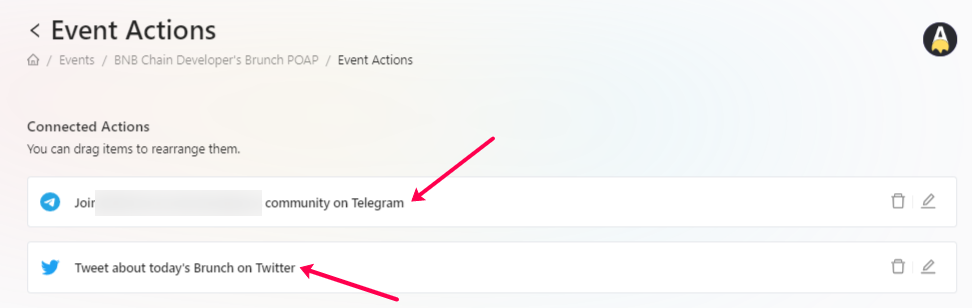 Event Actions
/ Events / BNB Chain Developer's Brunch POAP / Event Actions
Connected Actions
You can drag items to rearrange them.
Join community on Telegram
Tweet about today's Brunch on Twitter